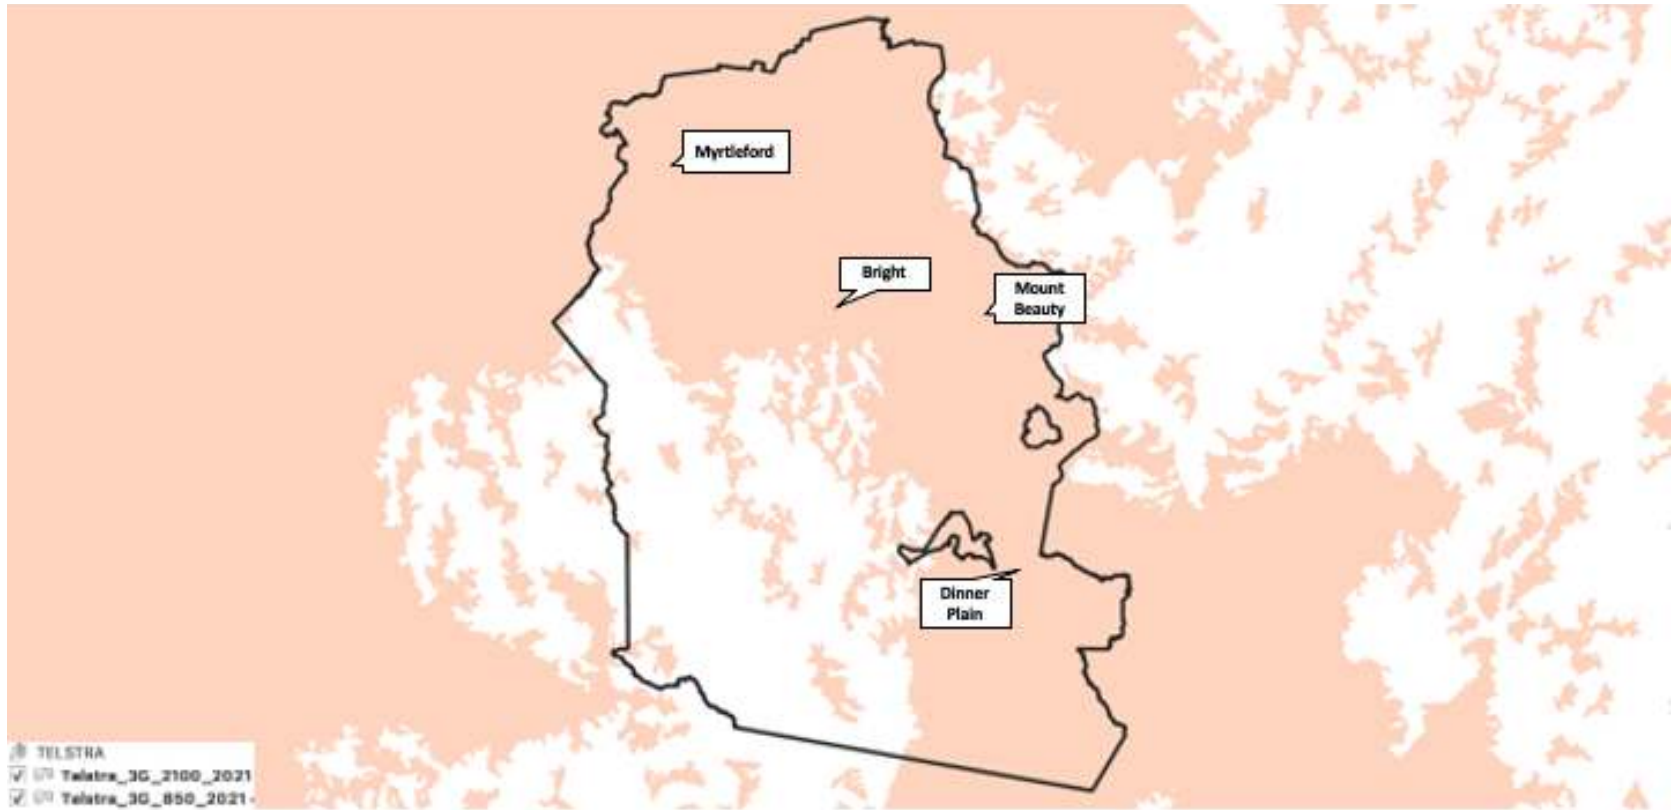 Myrtleford
Bright
Mount
Beauty
Dinner
Plain
TELSTRA
Telstra_3G_2100_2021
Telstra_3G_850_2021